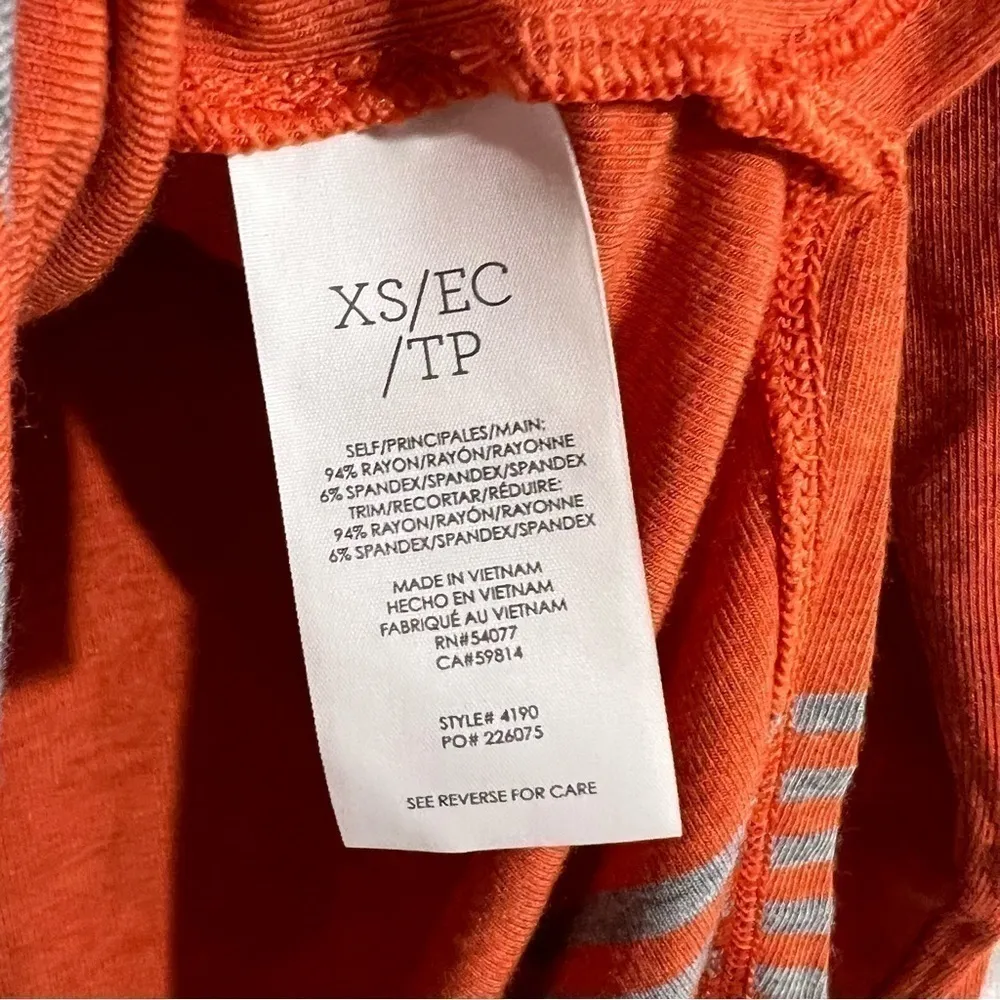 XS/EC
/TP
SELF/PRINCIPALES/MAIN:
94% RAYON/RAYÓN/RAYONNE
6% SPANDEX/SPANDEX/SPANDEX
TRIM/RECORTAR/RÉDUIRE:
94% RAYON/RAYÓN/RAYONNE
6% SPANDEX/SPANDEX/SPANDEX
MADE IN VIETNAM
HECHO EN VIETNAM
FABRIQUÉ AU VIETNAM
RN#54077
CA#59814
STYLE# 4190
PO# 226075
SEE REVERSE FOR CARE